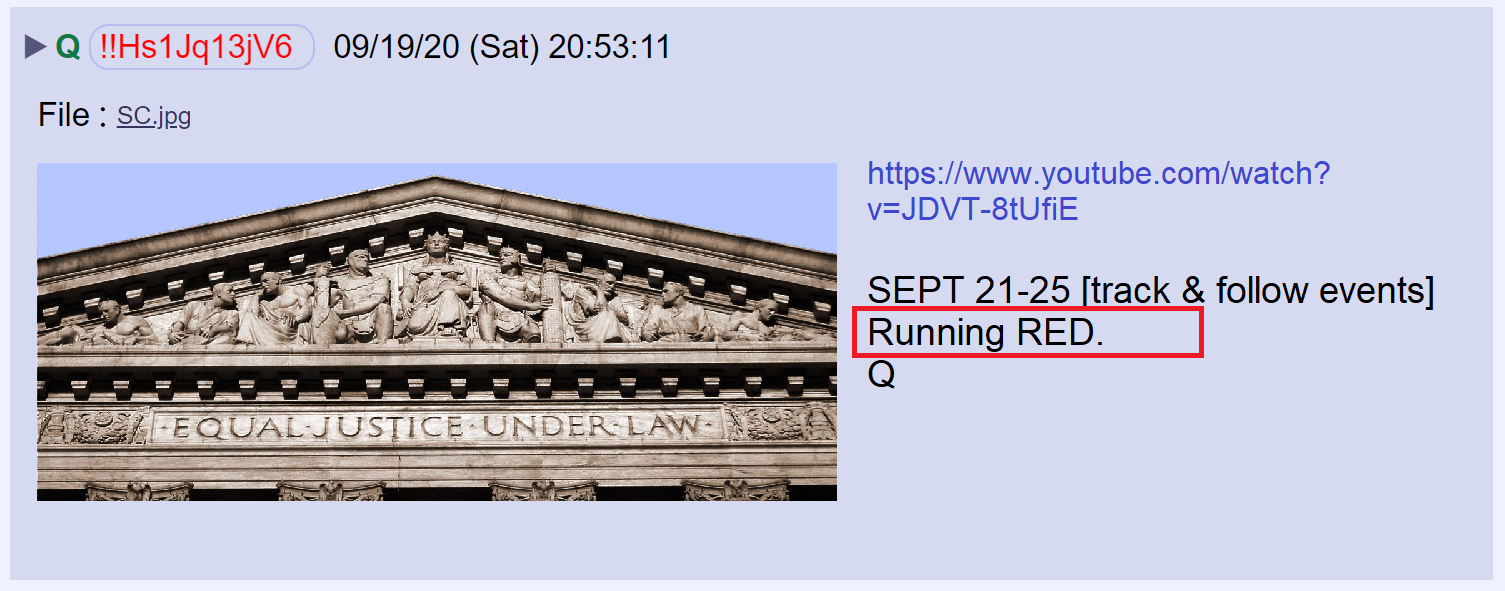 Q !!Hs1Jq13jV6 09/19/20 (Sat) 20:53:11
File : SC.jpg
https://www.youtube.com/watch?
v=JDVT-8tUfiE
SEPT 21-25 [track & follow events]
Running RED.
Q
·EQUAL·JUSTICE·UNDER·LAW·